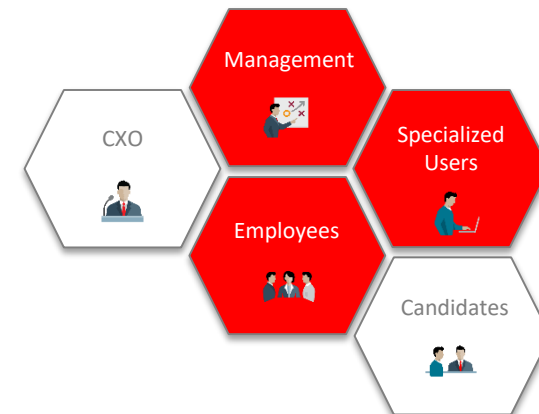 Management
CXO
Specialized
Users
Employees
Candidates